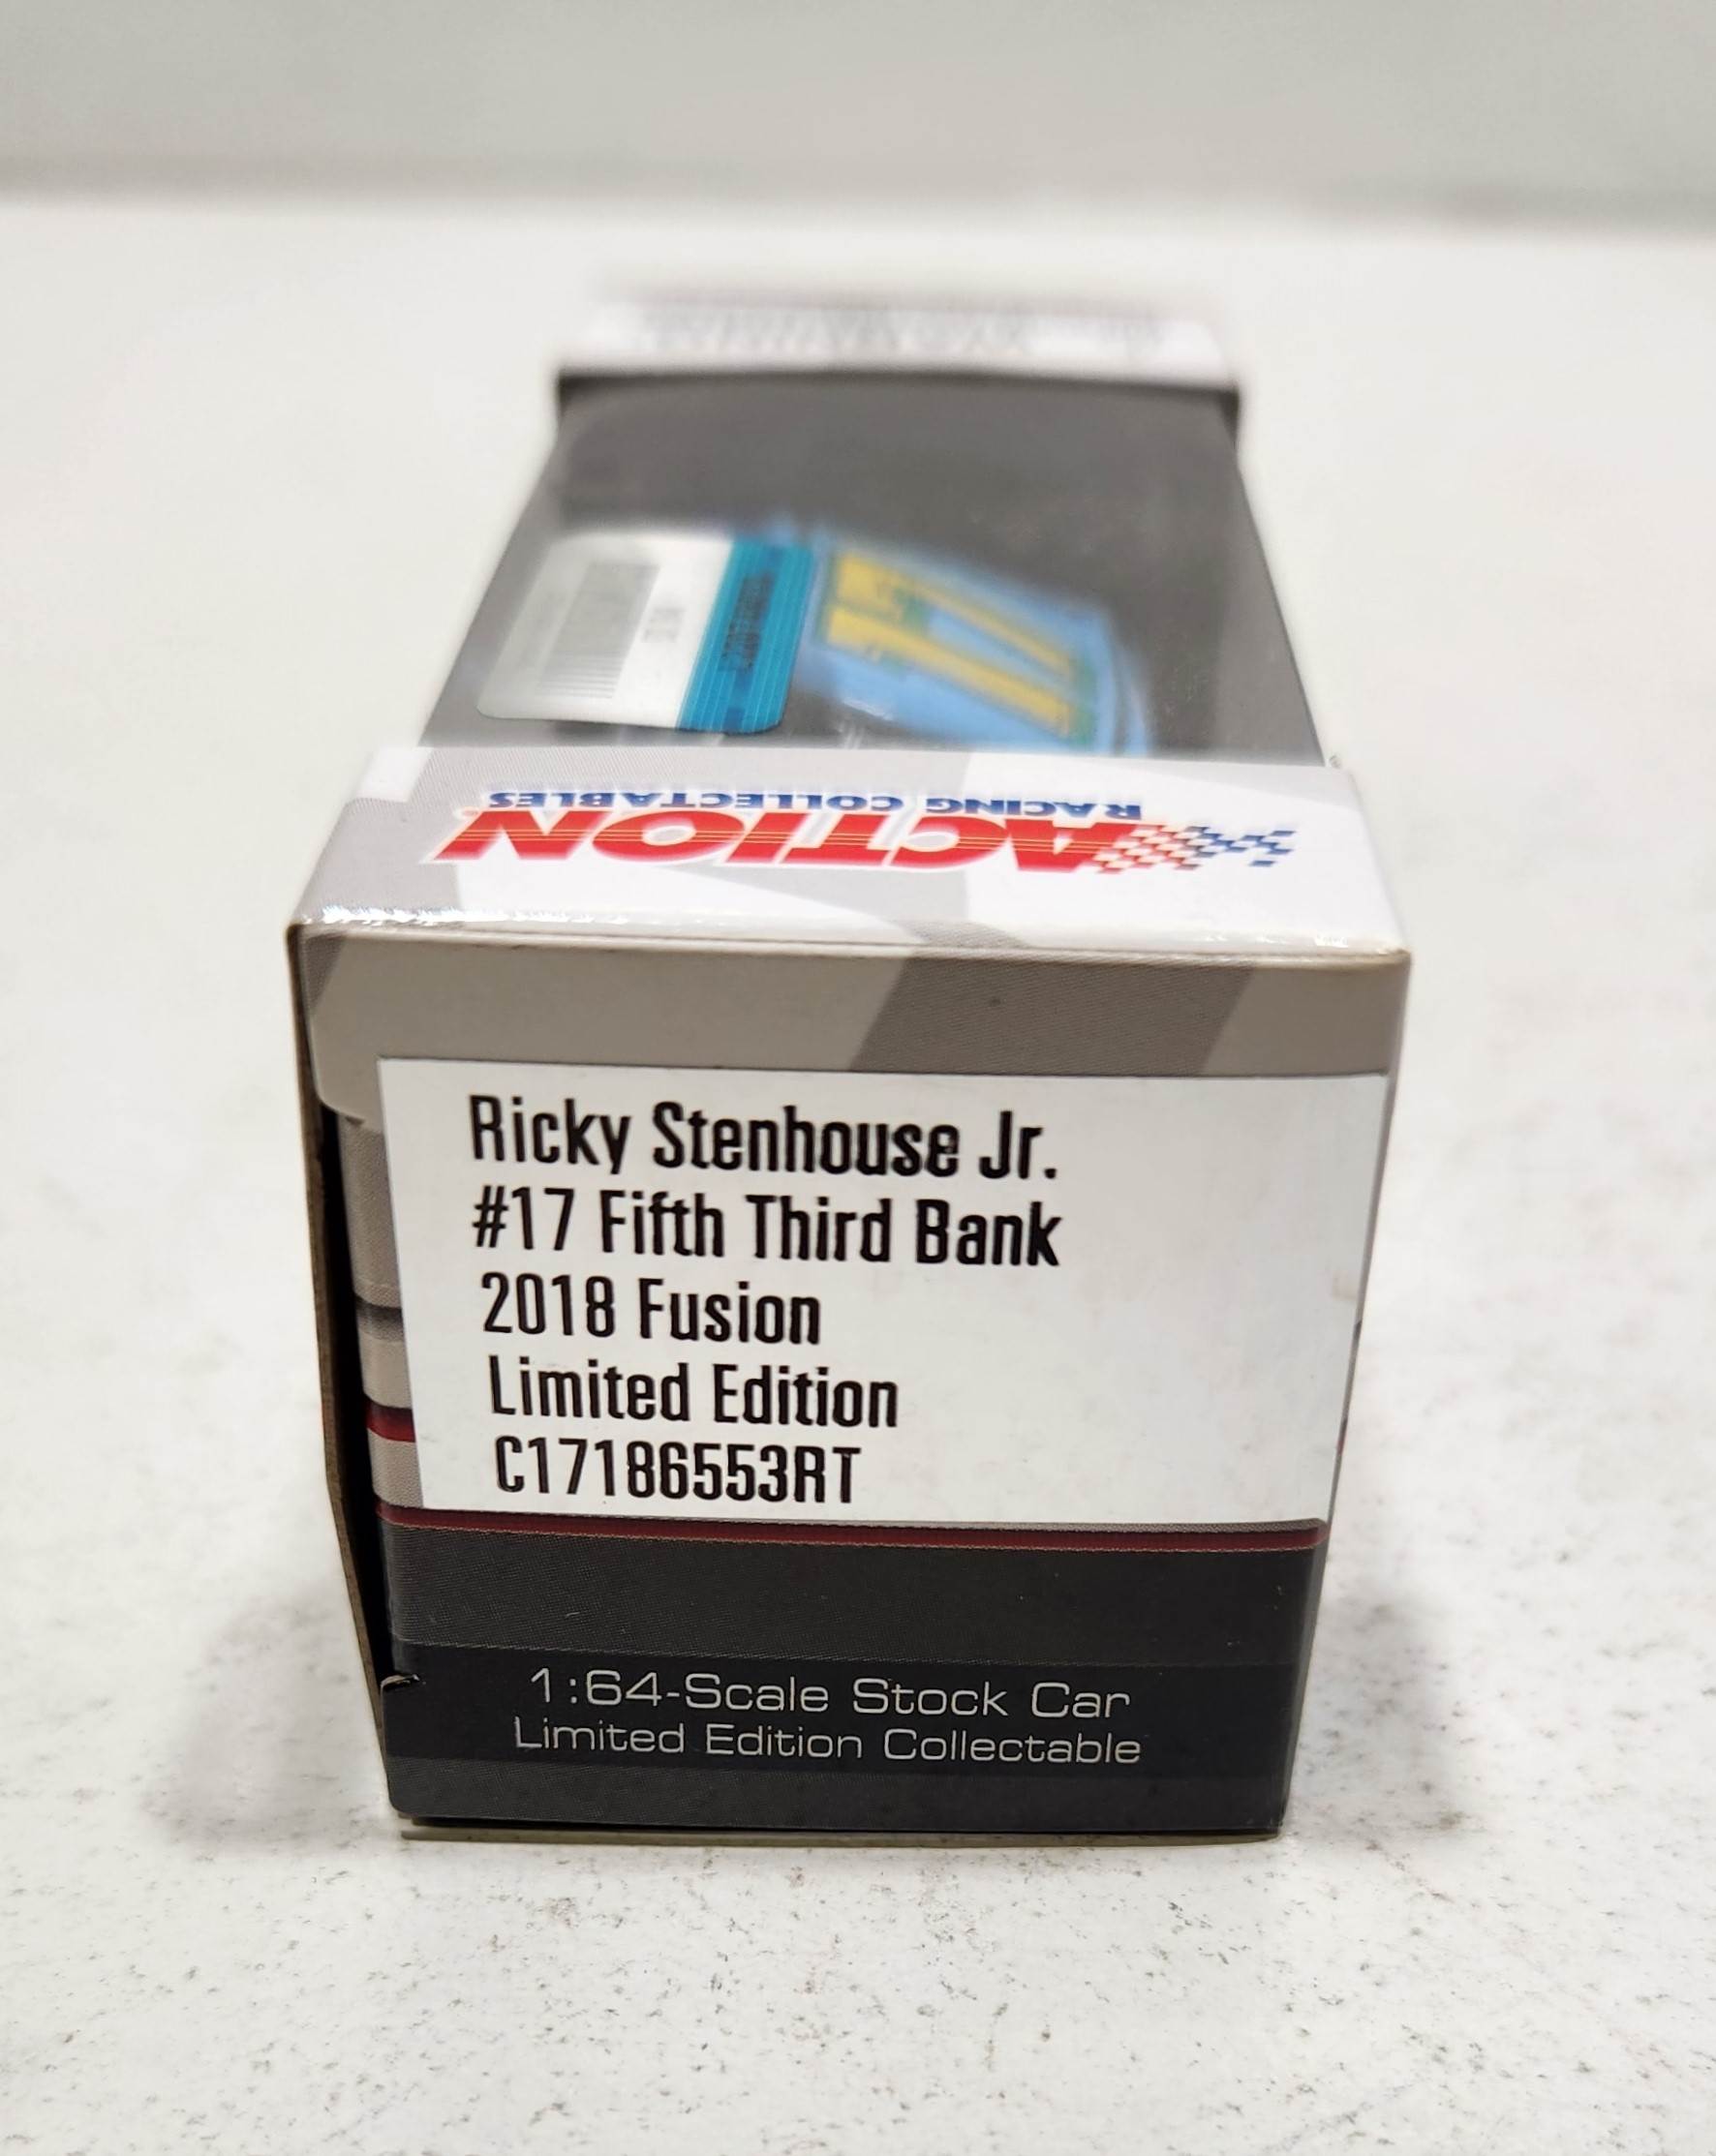 17
RACING COLLECTABLES
ACTION
Ricky Stenhouse Jr.
#17 Fifth Third Bank
2018 Fusion
Limited Edition
C17186553RT
1:64-Scale Stock Car
Limited Edition Collectable